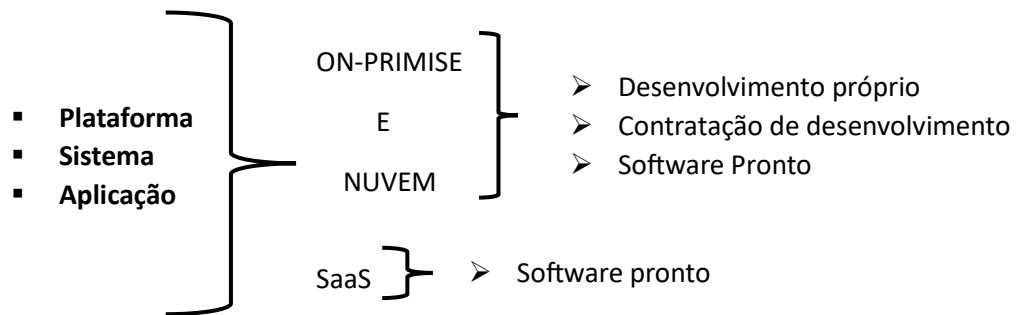 Plataforma
Sistema
Aplicação
ON-PRIMISE
E
NUVEM
Desenvolvimento próprio
Contratação de desenvolvimento
Software Pronto
SaaS
Software pronto